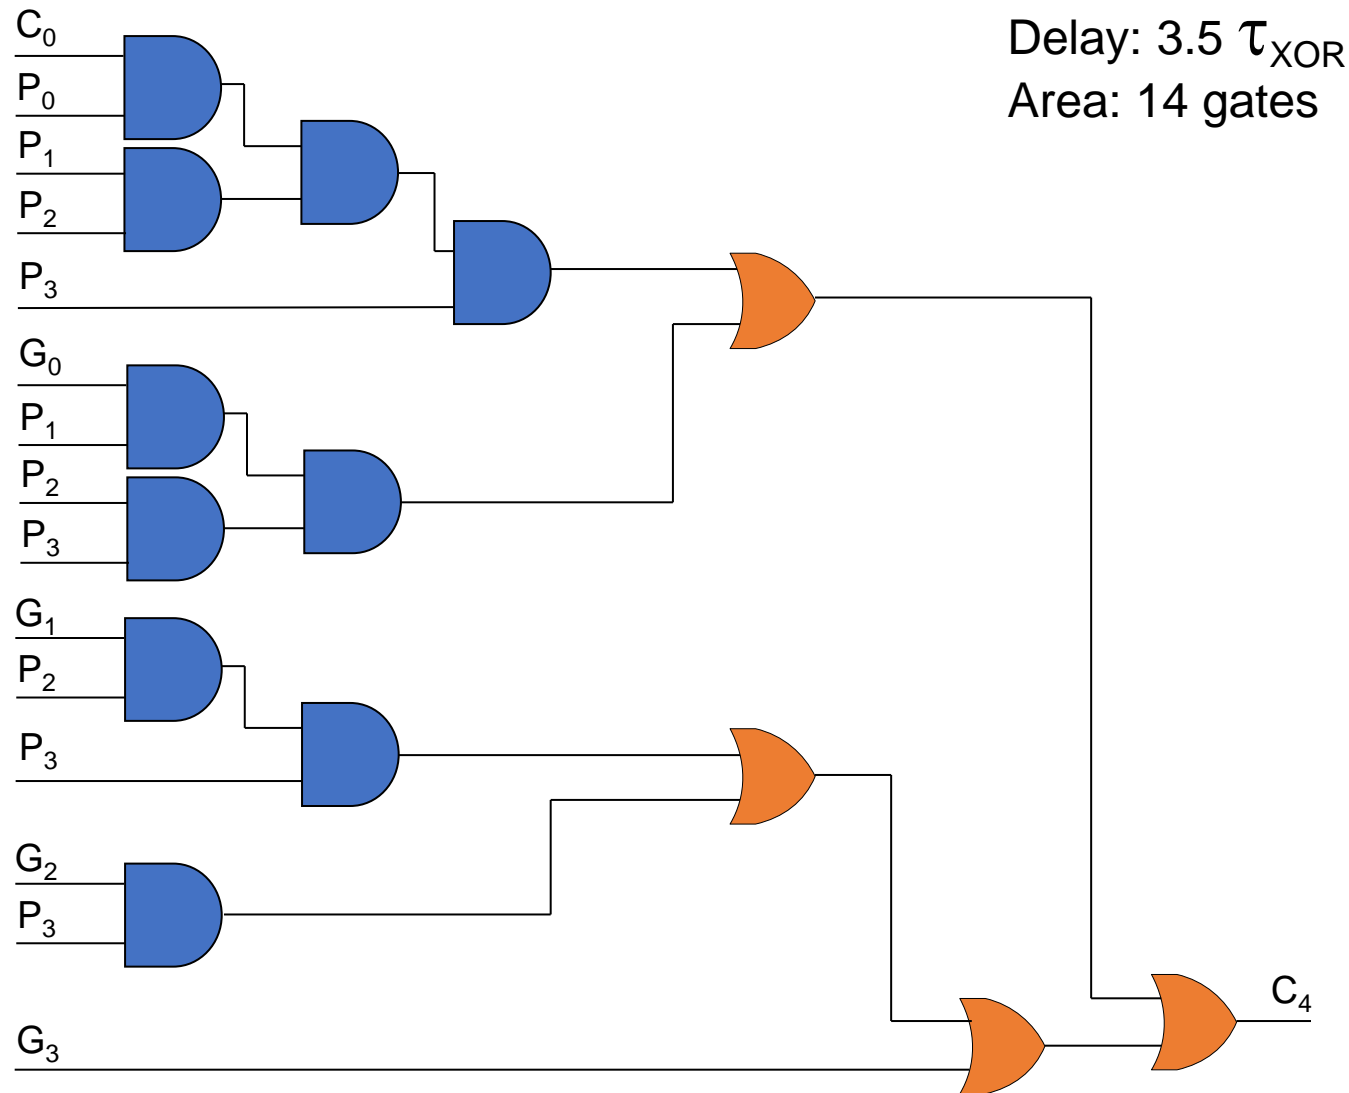 C₀
Delay: 3.5 τ_XOR
P₀
Area: 14 gates
P₁
P₂
P₃
G₀
P₁
P₂
P₃
G₁
P₂
P₃
G₂
P₃
C₄
G₃